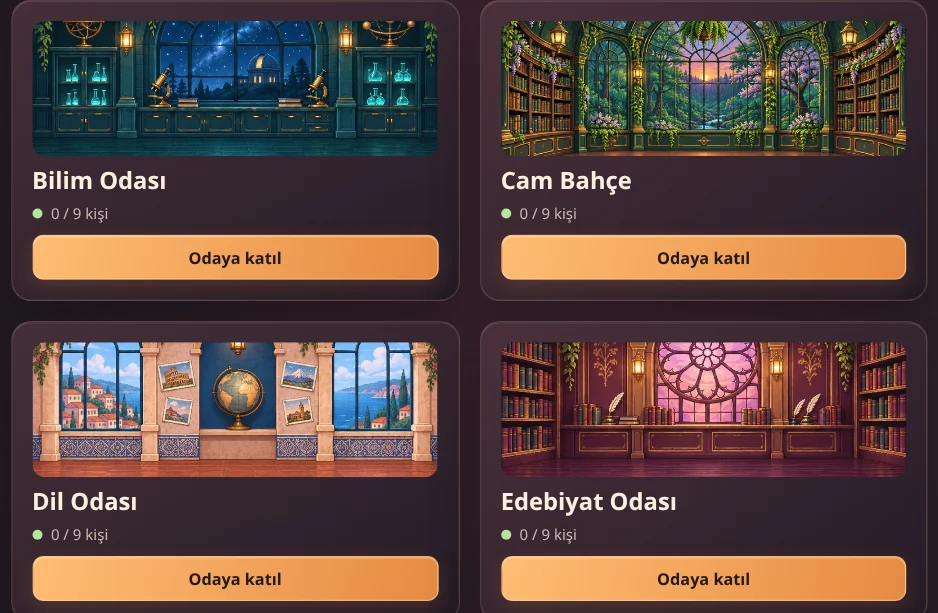 Bilim Odası
0 / 9 kişi
Odaya katıl
Cam Bahçe
0 / 9 kişi
Odaya katıl
Dil Odası
0 / 9 kişi
Odaya katıl
Edebiyat Odası
0 / 9 kişi
Odaya katıl